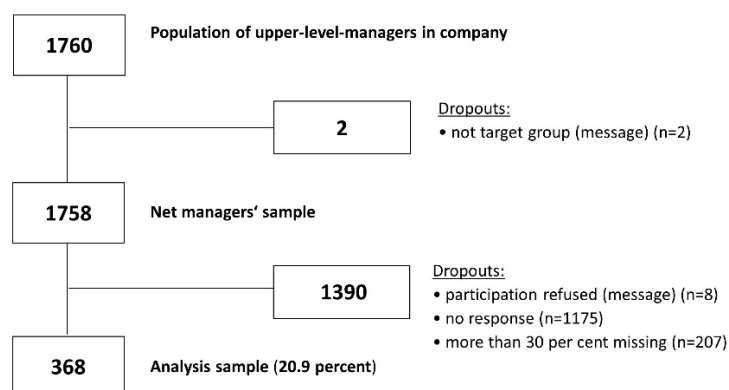 1760
Population of upper-level-managers in company
2
Dropouts:
• not target group (message) (n=2)
1758
Net managers‘ sample
1390
Dropouts:
• participation refused (message) (n=8)
• no response (n=1175)
• more than 30 per cent missing (n=207)
368
Analysis sample (20.9 percent)